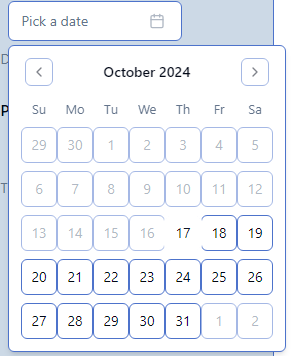 Pick a date
October 2024
Su Mo Tu We Th Fr Sa
29 30 1 2 3 4 5
6 7 8 9 10 11 12
13 14 15 16 17 18 19
20 21 22 23 24 25 26
27 28 29 30 31 1 2